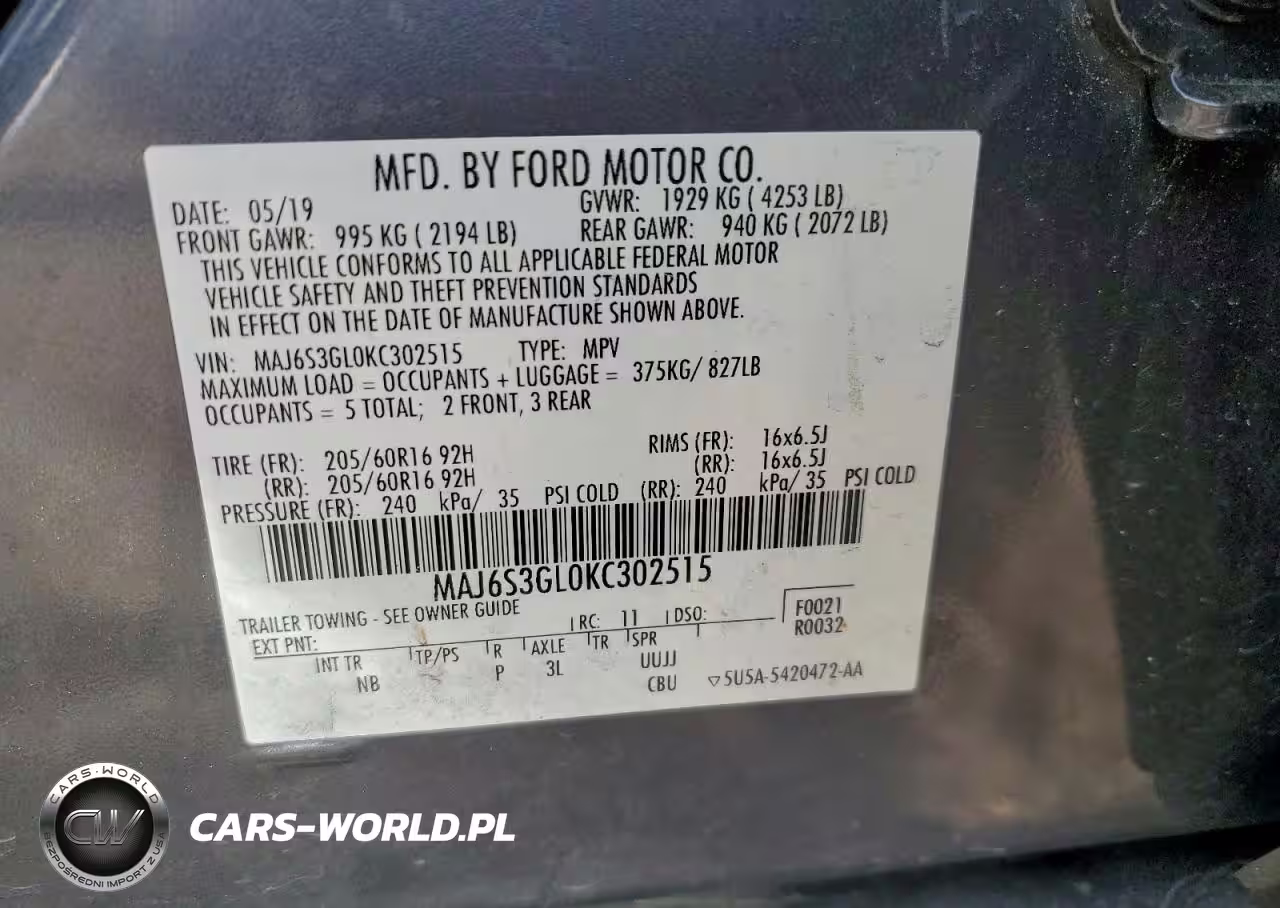 MFD. BY FORD MOTOR CO.
DATE: 05/19 GVWR: 1929 KG ( 4253 LB)
FRONT GAWR: 995 KG ( 2194 LB) REAR GAWR: 940 KG ( 2072 LB)
THIS VEHICLE CONFORMS TO ALL APPLICABLE FEDERAL MOTOR
VEHICLE SAFETY AND THEFT PREVENTION STANDARDS
IN EFFECT ON THE DATE OF MANUFACTURE SHOWN ABOVE.
VIN: MAJ6S3GL0KC302515 TYPE: MPV
MAXIMUM LOAD = OCCUPANTS + LUGGAGE = 375KG/ 827LB
OCCUPANTS = 5 TOTAL; 2 FRONT, 3 REAR
TIRE (FR): 205/60R16 92H RIMS (FR): 16x6.5J
(RR): 205/60R16 92H (RR): 16x6.5J
PRESSURE (FR): 240 kPa/ 35 PSI COLD (RR): 240 kPa/ 35 PSI COLD
MAJ6S3GL0KC302515
TRAILER TOWING - SEE OWNER GUIDE
EXT PNT: RC: 11 DSO: F0021
R0032
INT TR TP/PS R AXLE TR SPR
NB P 3L UUJJ
CBU ▽5U5A-5420472-AA
CARS-WORLD
CW
BEZPOŚREDNI IMPORT Z USA
CARS-WORLD.PL